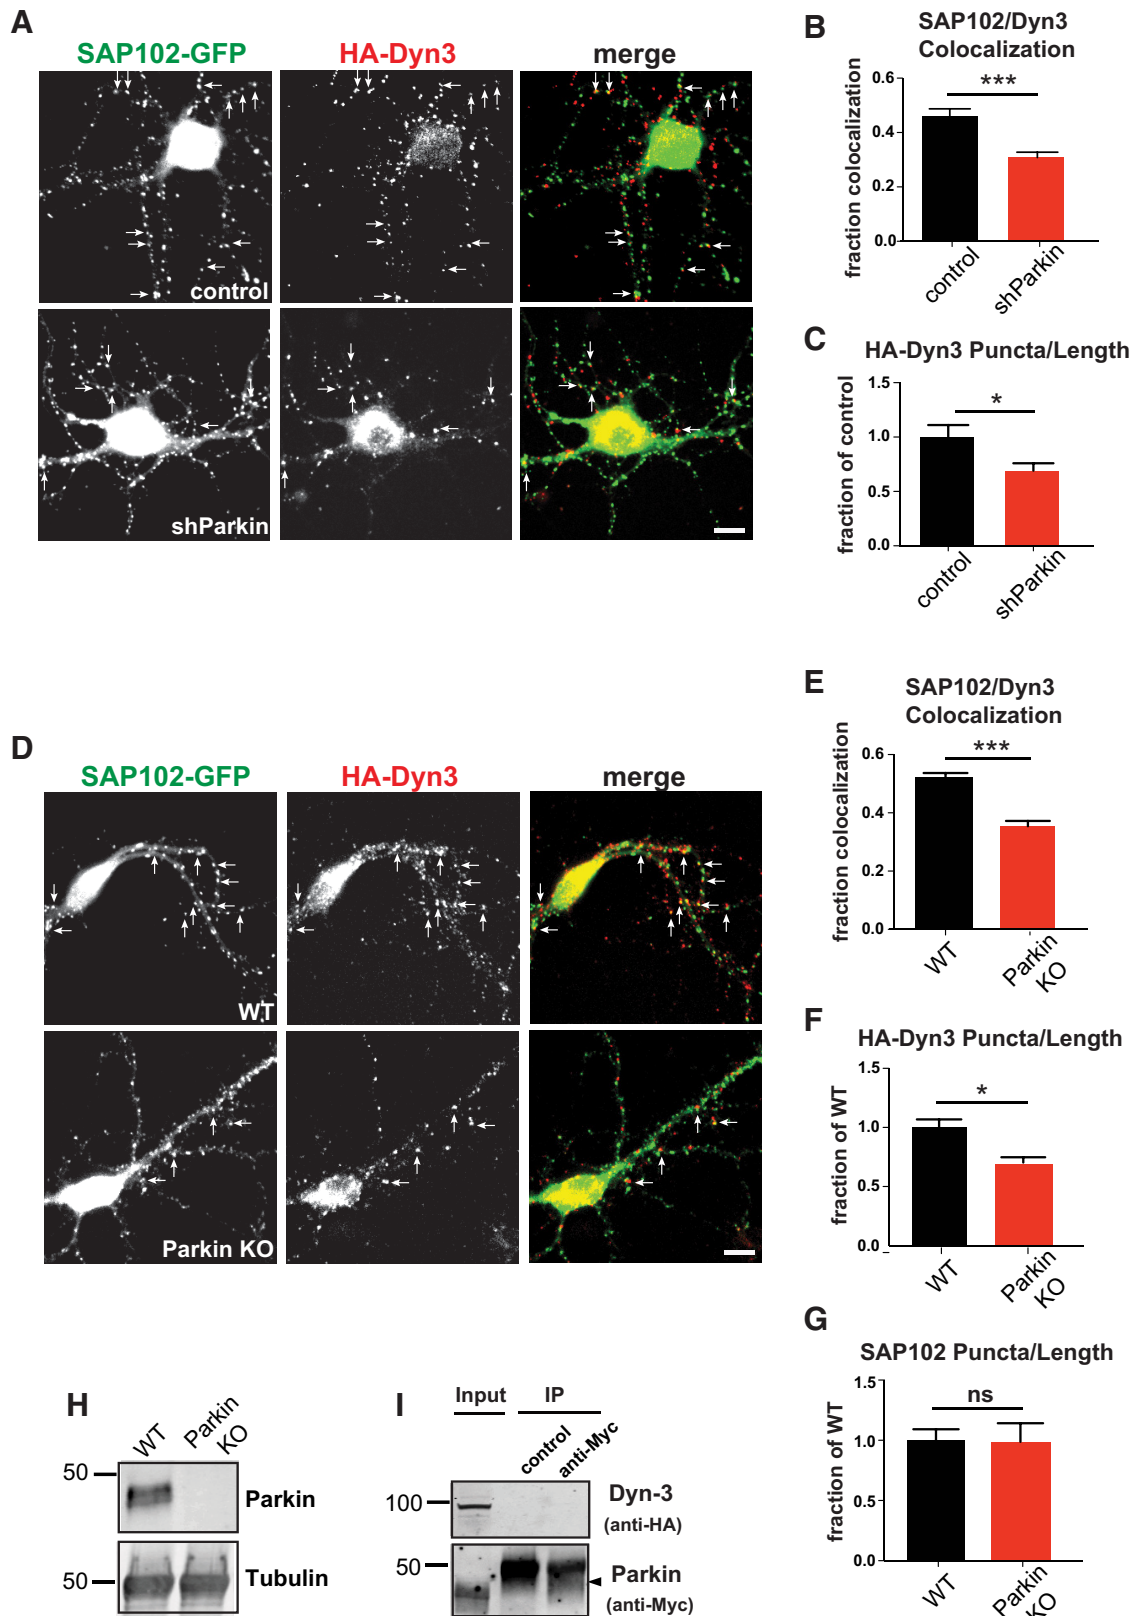 A
SAP102-GFP
HA-Dyn3
merge
control
shParkin
B
SAP102/Dyn3
Colocalization
fraction colocalization
0.6
0.4
0.2
0.0
***
control
shParkin
C
HA-Dyn3 Puncta/Length
fraction of control
1.5
1.0
0.5
0.0
*
control
shParkin
D
SAP102-GFP
HA-Dyn3
merge
WT
Parkin KO
E
SAP102/Dyn3
Colocalization
fraction colocalization
0.6
0.4
0.2
0.0
***
WT
Parkin
KO
F
HA-Dyn3 Puncta/Length
fraction of WT
1.5
1.0
0.5
0.0
*
WT
Parkin
KO
G
SAP102 Puncta/Length
fraction of WT
1.5
1.0
0.5
0.0
ns
WT
Parkin
KO
H
WT
Parkin
KO
50
Parkin
50
Tubulin
I
Input
IP
control
anti-Myc
100
Dyn-3
(anti-HA)
50
Parkin
(anti-Myc)